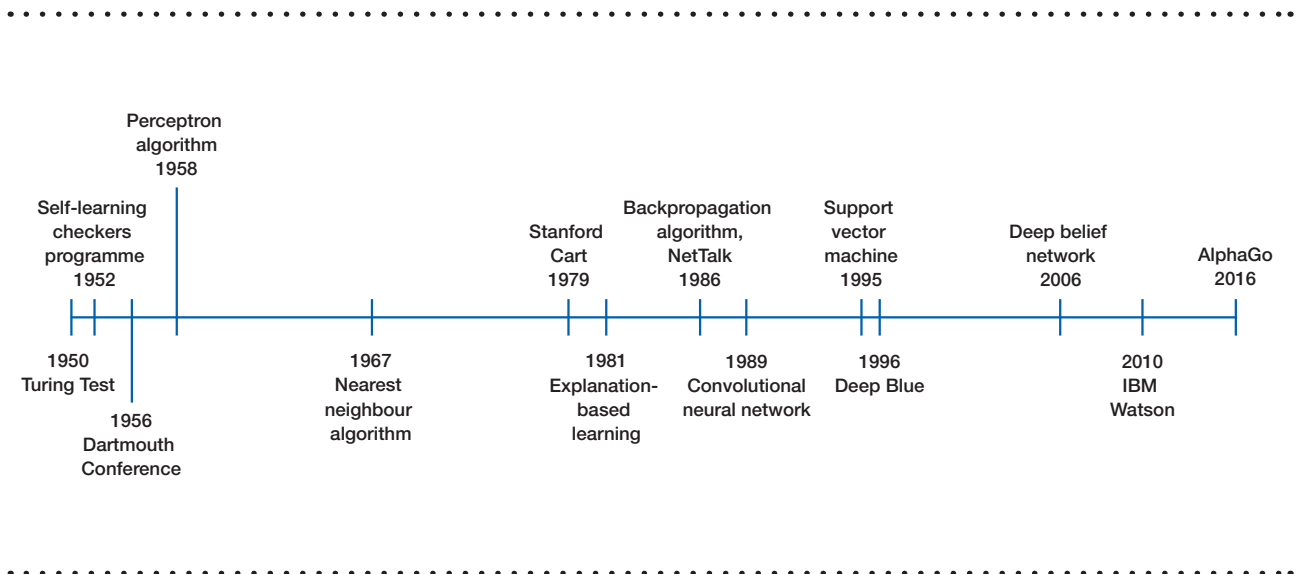 Perceptron
algorithm
1958
Self-learning
checkers
programme
1952
Stanford
Cart
1979
Backpropagation
algorithm,
NetTalk
1986
Support
vector
machine
1995
Deep belief
network
2006
AlphaGo
2016
1950
Turing Test
1956
Dartmouth
Conference
1967
Nearest
neighbour
algorithm
1981
Explanation-
based
learning
1989
Convolutional
neural network
1996
Deep Blue
2010
IBM
Watson